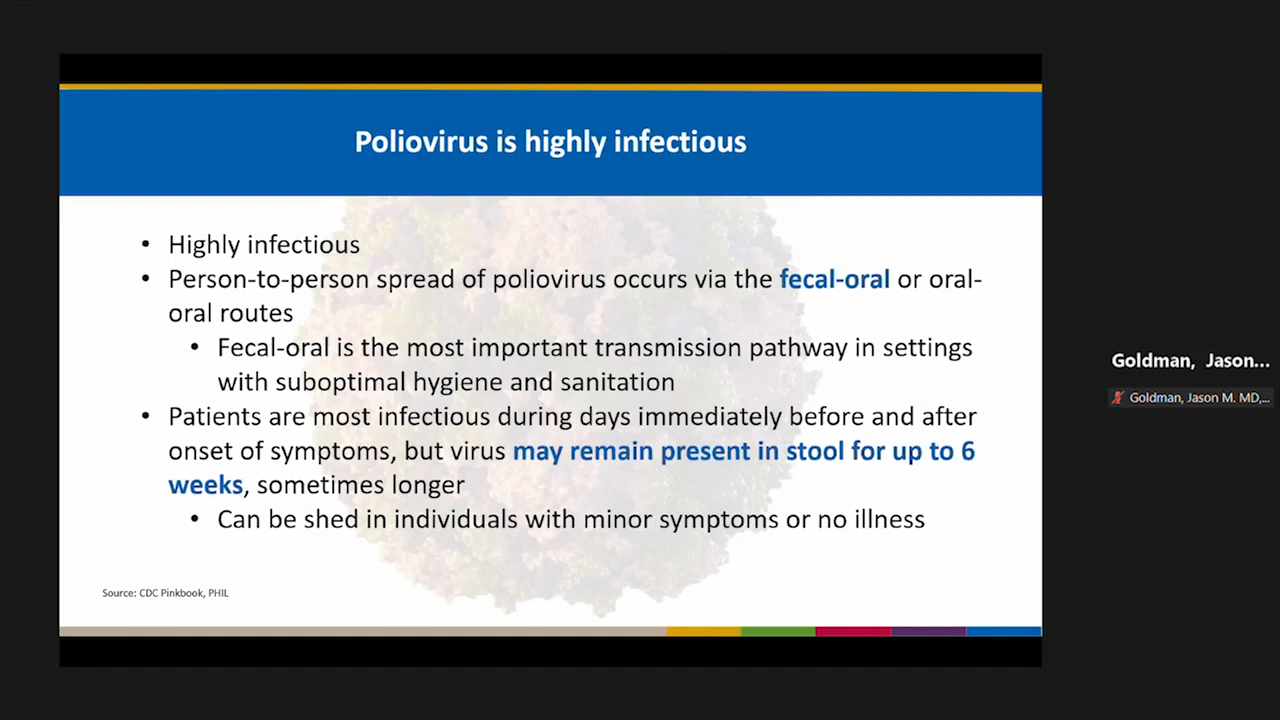 Poliovirus is highly infectious
• Highly infectious
• Person-to-person spread of poliovirus occurs via the fecal-oral or oral-
oral routes
• Fecal-oral is the most important transmission pathway in settings
with suboptimal hygiene and sanitation
• Patients are most infectious during days immediately before and after
onset of symptoms, but virus may remain present in stool for up to 6
weeks, sometimes longer
• Can be shed in individuals with minor symptoms or no illness
Source: CDC Pinkbook, PHIL
Goldman, Jason...
Goldman, Jason M. MD,...